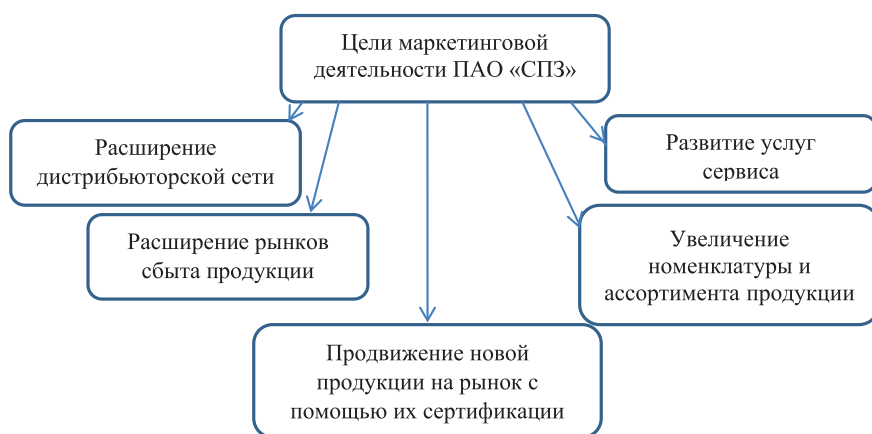 Цели маркетинговой
деятельности ПАО «СПЗ»
Расширение
дистрибьюторской сети
Развитие услуг
сервиса
Расширение рынков
сбыта продукции
Увеличение
номенклатуры и
ассортимента продукции
Продвижение новой
продукции на рынок с
помощью их сертификации